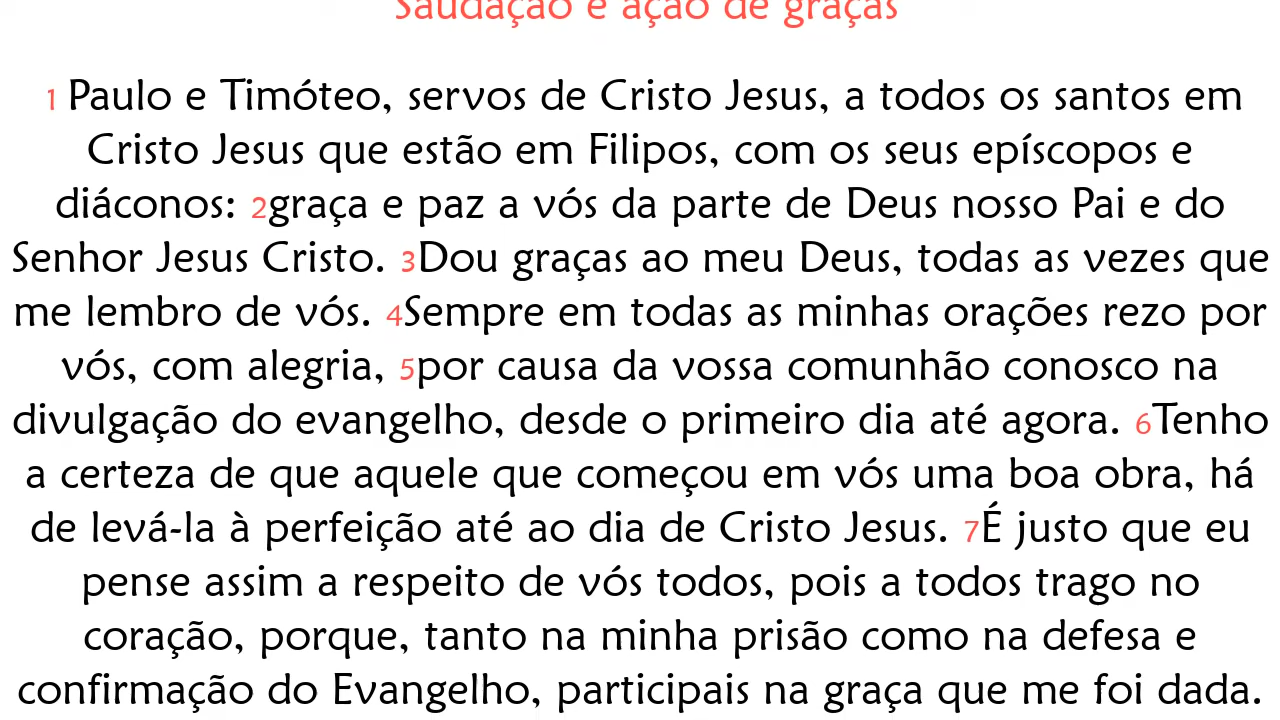 Saudação e ação de graças
1 Paulo e Timóteo, servos de Cristo Jesus, a todos os santos em
Cristo Jesus que estão em Filipos, com os seus epíscopos e
diáconos: 2graça e paz a vós da parte de Deus nosso Pai e do
Senhor Jesus Cristo. 3Dou graças ao meu Deus, todas as vezes que
me lembro de vós. 4Sempre em todas as minhas orações rezo por
vós, com alegria, 5por causa da vossa comunhão conosco na
divulgação do evangelho, desde o primeiro dia até agora. 6Tenho
a certeza de que aquele que começou em vós uma boa obra, há
de levá-la à perfeição até ao dia de Cristo Jesus. 7É justo que eu
pense assim a respeito de vós todos, pois a todos trago no
coração, porque, tanto na minha prisão como na defesa e
confirmação do Evangelho, participais na graça que me foi dada.